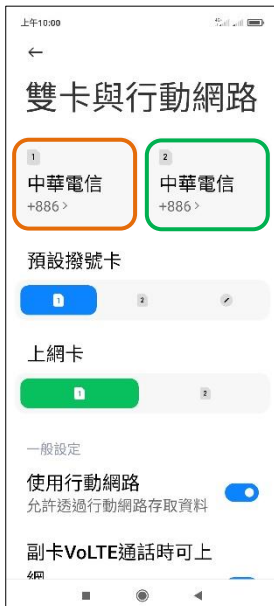 上午10:00
雙卡與行動網路
1
中華電信
+886
2
中華電信
+886
預設撥號卡
1
2
上網卡
1
2
一般設定
使用行動網路
允許透過行動網路存取資料
副卡VoLTE通話時可上